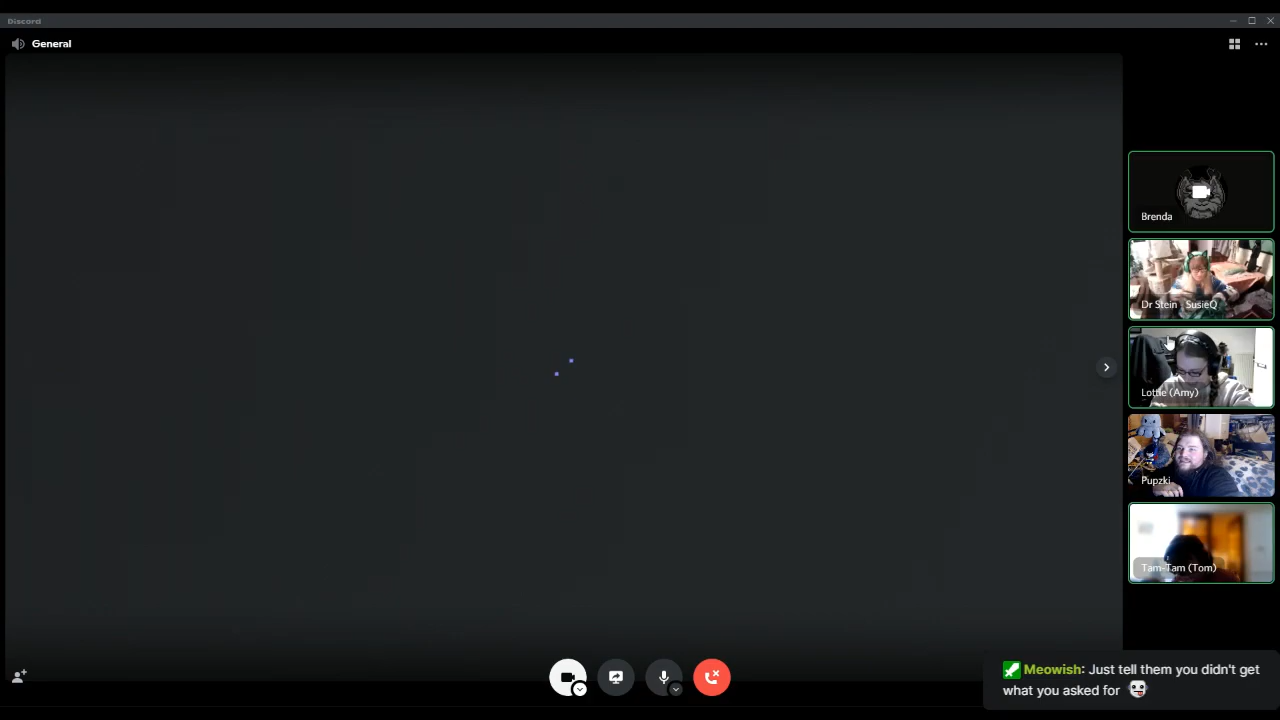 Discord
General
Brenda
Dr Stein - SusieQ
Lottie (Amy)
Pupzki
Tam-Tam (Tom)
Meowish: Just tell them you didn't get
what you asked for